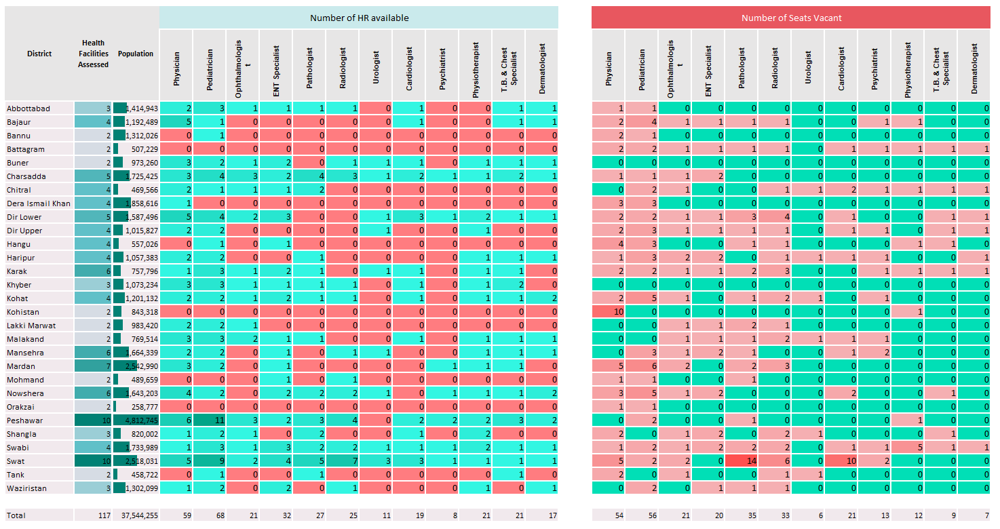 Number of HR available Number of Seats Vacant
District Health Facilities Assessed Population Physician Pediatrician Ophthalmologist ENT Specialist Pathologist Radiologist Urologist Cardiologist Psychiatrist Physiotherapist T.B. & Chest Specialist Dermatologist Physician Pediatrician Ophthalmologist ENT Specialist Pathologist Radiologist Urologist Cardiologist Psychiatrist Physiotherapist T.B. & Chest Specialist Dermatologist
Abbottabad 3 1,414,943 2 3 1 1 1 1 0 1 0 0 1 1 1 1 0 0 0 0 0 0 0 0 0 0
Bajaur 4 1,192,489 5 1 0 0 0 0 0 1 0 0 1 1 2 4 1 1 1 1 0 0 1 1 0 0
Bannu 2 1,312,026 0 1 0 0 0 0 0 0 0 0 0 0 2 1 0 0 0 0 0 0 0 0 0 0
Battagram 2 507,229 0 0 0 0 0 0 0 0 0 0 0 0 2 2 1 1 1 1 0 1 1 1 1 1
Buner 2 973,260 3 2 1 2 0 1 1 1 0 1 1 1 0 0 0 0 0 0 0 0 0 0 0 0
Charsadda 5 1,725,425 3 4 3 2 4 3 1 2 1 1 2 1 1 1 1 2 0 0 0 0 0 0 0 0
Chitral 4 469,566 2 1 1 1 2 0 0 0 0 0 0 0 0 2 1 0 0 1 1 2 1 1 1 1
Dera Ismail Khan 4 1,858,616 1 0 0 0 0 0 0 0 0 0 0 0 3 3 0 0 0 0 0 0 0 0 0 0
Dir Lower 5 1,587,496 5 4 2 3 0 0 1 3 1 2 1 1 2 2 1 1 3 4 0 1 0 0 1 1
Dir Upper 4 1,015,827 2 2 0 0 0 0 1 0 0 1 0 0 2 3 1 1 1 1 0 1 1 0 1 0
Hangu 4 557,026 0 1 0 1 0 0 0 0 0 0 0 0 4 3 0 0 1 1 0 0 0 1 1 0
Haripur 4 1,057,383 2 2 0 0 1 0 0 0 0 1 1 1 1 3 2 2 0 1 1 1 1 0 0 1
Karak 6 757,796 1 3 1 2 1 0 1 1 0 1 1 0 2 2 1 1 2 3 0 0 1 1 1 1
Khyber 3 1,073,234 3 3 1 1 1 1 0 1 0 1 2 0 0 0 0 0 0 0 0 0 0 0 0 0
Kohat 4 1,201,132 2 2 1 2 1 1 0 1 0 1 1 2 2 5 1 0 1 2 1 0 1 0 0 0
Kohistan 2 843,318 0 0 0 0 0 0 0 0 0 0 0 0 10 0 0 0 0 0 0 0 0 1 0 0
Lakki Marwat 2 983,420 2 2 1 0 0 0 0 0 0 0 0 0 0 0 1 1 2 1 0 0 0 0 0 0
Malakand 2 769,514 3 3 2 1 1 0 0 1 0 1 1 1 0 0 1 1 1 2 1 1 1 0 0 0
Mansehra 6 1,664,339 2 2 0 1 0 1 1 0 0 1 1 1 0 3 1 2 1 0 0 1 2 0 0 0
Mardan 7 2,542,990 3 2 0 1 0 0 0 0 1 1 1 0 5 6 2 0 2 3 0 0 0 0 0 0
Mohmand 2 489,659 0 0 0 1 0 1 0 0 0 0 0 0 1 1 0 0 1 0 0 0 0 0 0 0
Nowshera 6 1,643,203 4 2 0 2 2 2 1 0 1 1 1 2 3 5 1 2 0 0 0 2 0 0 1 0
Orakzai 2 258,777 0 0 0 0 0 0 0 0 0 0 0 0 1 1 0 0 0 0 0 0 0 0 0 0
Peshawar 10 4,812,745 6 11 3 2 3 4 0 2 2 2 3 2 0 2 0 0 1 0 0 0 0 1 0 0
Shangla 3 820,002 1 2 1 0 2 0 0 1 0 2 0 0 2 0 1 2 0 2 1 0 0 0 1 0
Swabi 4 1,733,989 1 3 1 3 2 2 1 1 1 2 1 1 1 2 1 2 2 2 0 1 1 5 1 1
Swat 10 2,518,031 5 9 2 4 5 7 3 3 1 1 1 1 5 2 2 0 14 6 0 10 2 0 0 0
Tank 2 458,722 0 1 0 0 1 0 0 0 0 0 1 0 2 0 1 0 0 1 1 0 0 0 0 0
Waziristan 3 1,302,099 1 2 0 2 0 0 0 0 0 1 0 1 0 2 0 1 1 1 0 0 0 0 0 0
Total 117 37,544,255 59 68 21 32 27 25 11 19 8 21 21 17 54 56 21 20 35 33 6 21 13 12 9 7